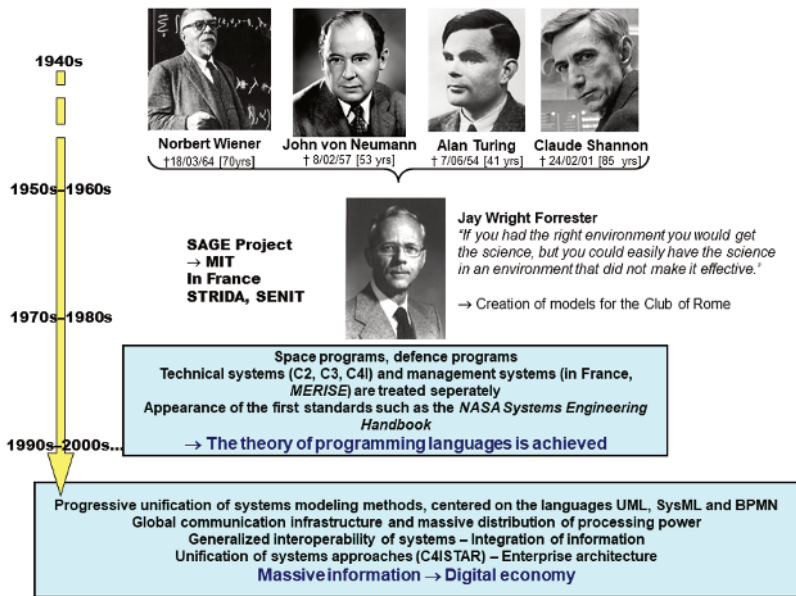 1940s
Norbert Wiener
†18/03/64 [70yrs]
John von Neumann
† 8/02/57 [53 yrs]
Alan Turing
† 7/06/54 [41 yrs]
Claude Shannon
† 24/02/01 [85 yrs]
1950s–1960s
SAGE Project
→ MIT
In France
STRIDA, SENIT
Jay Wright Forrester
“If you had the right environment you would get
the science, but you could easily have the science
in an environment that did not make it effective.”
→ Creation of models for the Club of Rome
1970s – 1980s
Space programs, defence programs
Technical systems (C2, C3, C4I) and management systems (in France,
MERISE) are treated seperately
Appearance of the first standards such as the NASA Systems Engineering
Handbook
→ The theory of programming languages is achieved
1990s–2000s...
Progressive unification of systems modeling methods, centered on the languages UML, SysML and BPMN
Global communication infrastructure and massive distribution of processing power
Generalized interoperability of systems – Integration of information
Unification of systems approaches (C4ISTAR) – Enterprise architecture
Massive information → Digital economy